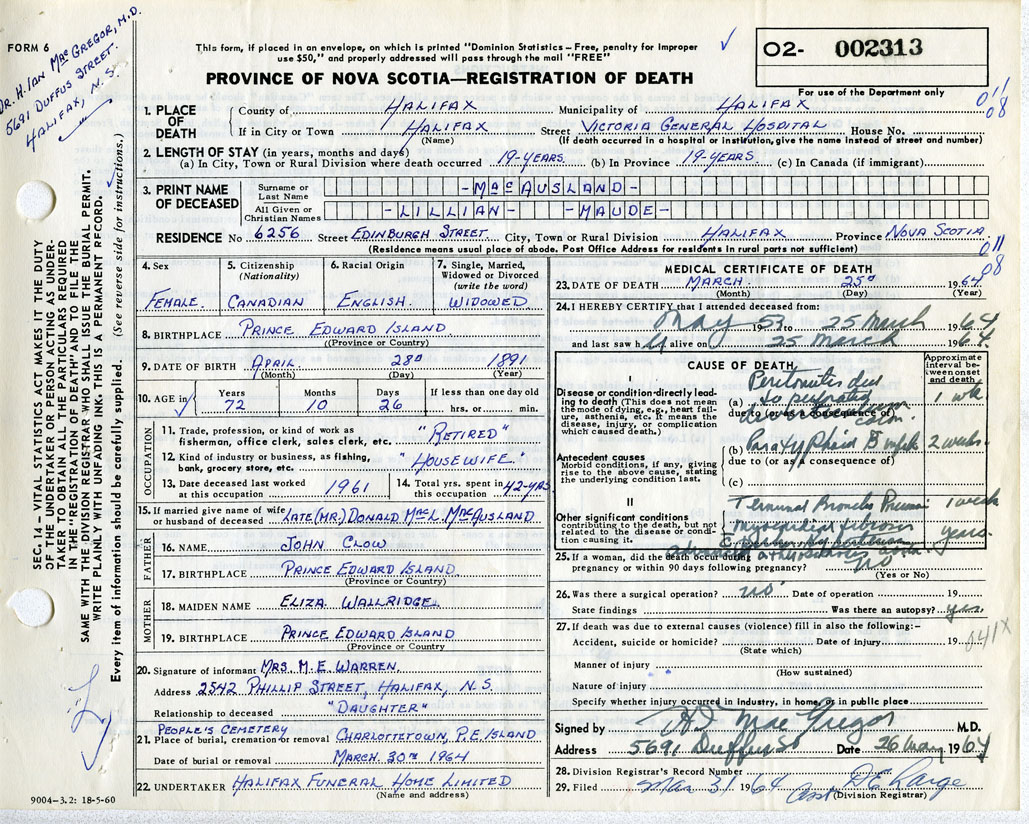 Dr. H. Ian MacGregor, M.D.
5691 Duffus Street.
Halifax, N.S.
FORM 6
This form, if placed in an envelope, on which is printed "Dominion Statistics – Free, penalty for improper
use $50," and properly addressed will pass through the mail "FREE"
PROVINCE OF NOVA SCOTIA—REGISTRATION OF DEATH
O2- 002313
For use of the Department only
011
08
SEC. 14 – VITAL STATISTICS ACT MAKES IT THE DUTY
OF THE UNDERTAKER OR PERSON ACTING AS UNDER-
TAKER TO OBTAIN ALL THE PARTICULARS REQUIRED
IN THE "REGISTRATION OF DEATH" AND TO FILE THE
SAME WITH THE DIVISION REGISTRAR WHO SHALL ISSUE THE BURIAL PERMIT.
WRITE PLAINLY WITH UNFADING INK. THIS IS A PERMANENT RECORD.
Every item of information should be carefully supplied. (See reverse side for instructions.)
1. PLACE OF DEATH
County of Halifax Municipality of Halifax
If in City or Town Halifax Street Victoria General Hospital House No.
(Name) (If death occurred in a hospital or institution, give the name instead of street and number)
2. LENGTH OF STAY (in years, months and days)
(a) In City, Town or Rural Division where death occurred 19-years (b) In Province 19-years (c) In Canada (if immigrant)
3. PRINT NAME OF DECEASED
Surname or Last Name -MacAusland-
All Given or Christian Names -Lillian- -Maude-
RESIDENCE No 6256 Street Edinburgh Street City, Town or Rural Division Halifax Province Nova Scotia
(Residence means usual place of abode. Post Office Address for residents in rural parts not sufficient)
011
08
4. Sex
Female
5. Citizenship (Nationality)
Canadian
6. Racial Origin
English
7. Single, Married, Widowed or Divorced (write the word)
Widowed
8. BIRTHPLACE Prince Edward Island
(Province or Country)
9. DATE OF BIRTH April 28th 1891
(Month) (Day) (Year)
10. AGE in Years 72 Months 10 Days 26 If less than one day old hrs. or min.
OCCUPATION
11. Trade, profession, or kind of work as
fisherman, office clerk, sales clerk, etc. "Retired"
12. Kind of industry or business, as fishing,
bank, grocery store, etc. "Housewife"
13. Date deceased last worked at this occupation 1961
14. Total yrs. spent in this occupation 42-yrs
15. If married give name of wife
or husband of deceased Late (Mr.) Donald MacL. MacAusland
FATHER
16. NAME John Clow
17. BIRTHPLACE Prince Edward Island
(Province or Country)
MOTHER
18. MAIDEN NAME Eliza Wallridge
19. BIRTHPLACE Prince Edward Island
(Province or Country
20. Signature of informant Mrs. M. E. Warren
Address 2542 Phillip Street, Halifax, N.S.
Relationship to deceased "Daughter"
People's Cemetery
21. Place of burial, cremation or removal Charlottetown, P.E. Island
Date of burial or removal March. 30th 1964
22. UNDERTAKER Halifax Funeral Home Limited
(Name and address)
9004-3.2: 18-5-60
MEDICAL CERTIFICATE OF DEATH
23. DATE OF DEATH March 25th 1964
(Month) (Day) (Year)
24. I HEREBY CERTIFY that I attended deceased from:
May 1953 to 25 March 1964
and last saw h alive on 25 March 1964.
CAUSE OF DEATH
Approximate interval between onset and death
I
Disease or condition directly leading to death (This does not mean the mode of dying, e.g., heart failure, asthenia, etc. It means the disease, injury, or complication which caused death.)
(a) Peritonitis due to perforated colon 1 wk
due to (or as a consequence of)
Antecedent causes
Morbid conditions, if any, giving rise to the above cause, stating the underlying condition last.
(b) Paratyphoid B 2 weeks
due to (or as a consequence of)
(c)
II
Other significant conditions
contributing to the death, but not related to the disease or condition causing it.
Terminal Broncho Pneum. 1 week
Myocardial fibrosis years
25. If a woman, did the death occur during
pregnancy or within 90 days following pregnancy? no
(Yes or No)
26. Was there a surgical operation? no Date of operation 19
State findings Was there an autopsy? yes.
27. If death was due to external causes (violence) fill in also the following:–
Accident, suicide or homicide? Date of injury 19
(State which)
041X
Manner of injury
(How sustained)
Nature of injury
Specify whether injury occurred in industry, in home, or in public place
Signed by H I MacGregor M.D.
Address 5691 Duffus St Date 26 Mar 1964
28. Division Registrar's Record Number
29. Filed Mar 31 1964
(Division Registrar)